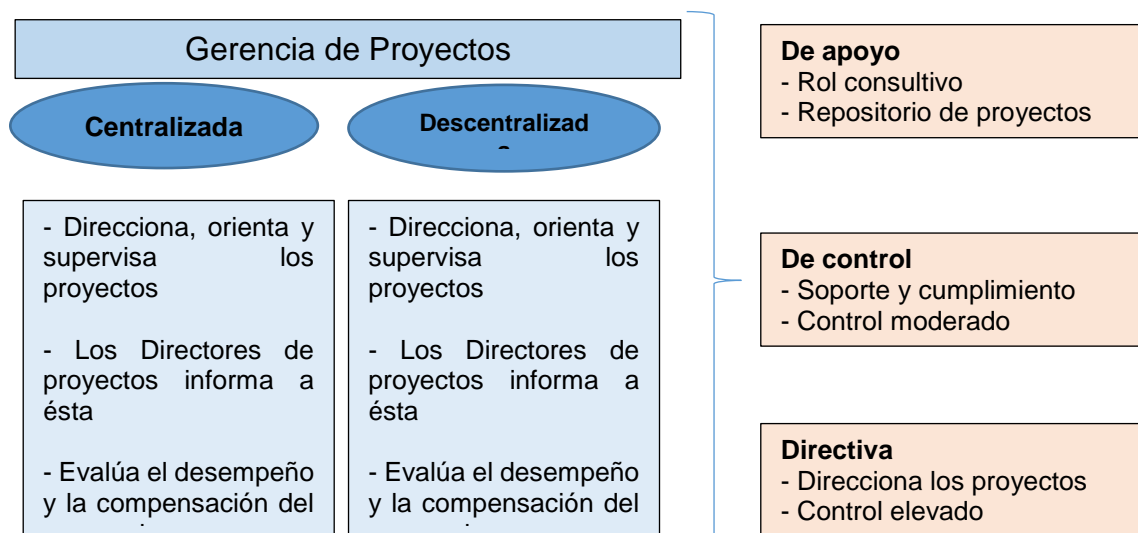 Gerencia de Proyectos
Centralizada
Descentralizad
- Direcciona, orienta y
supervisa los
proyectos
- Los Directores de
proyectos informa a
ésta
- Evalúa el desempeño
y la compensación del
- Direcciona, orienta y
supervisa los
proyectos
- Los Directores de
proyectos informa a
ésta
- Evalúa el desempeño
y la compensación del
De apoyo
- Rol consultivo
- Repositorio de proyectos
De control
- Soporte y cumplimiento
- Control moderado
Directiva
- Direcciona los proyectos
- Control elevado